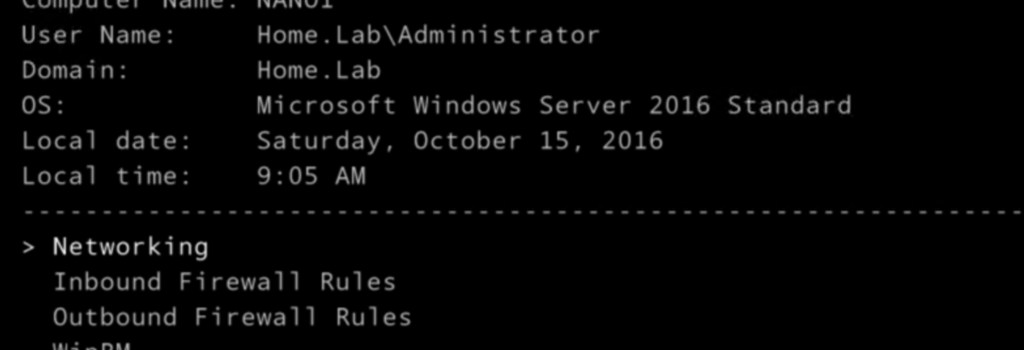 Computer Name: NANO1
User Name: Home.Lab\Administrator
Domain: Home.Lab
OS: Microsoft Windows Server 2016 Standard
Local date: Saturday, October 15, 2016
Local time: 9:05 AM
-----------------------------------------------------------------
> Networking
Inbound Firewall Rules
Outbound Firewall Rules
WinRM